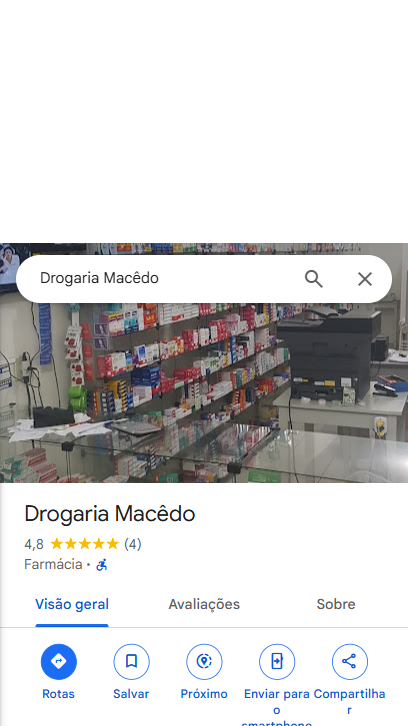 Drogaria Macêdo
Drogaria Macêdo
4,8 (4)
Farmácia ·
Visão geral
Avaliações
Sobre
Rotas
Salvar
Próximo
Enviar para o smartphone
Compartilhar